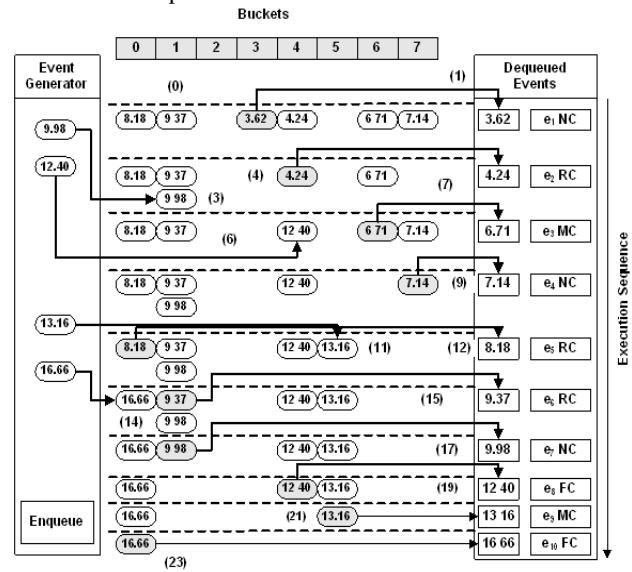 Buckets
0 1 2 3 4 5 6 7
Event Generator
Dequeued Events
(0)
(1)
8.18 9 37 3.62 4.24 6 71 7.14 3.62 e₁ NC
9.98
12.40
8.18 9 37 (4) 4.24 6 71 4.24 e₂ RC
(7)
9 98 (3)
8.18 9 37 (6) 12 40 6 71 7.14 6.71 e₃ MC
8.18 9 37 12 40 7.14 (9) 7.14 e₄ NC
9 98
13.16
8.18 9 37 12 40 13.16 (11) (12) 8.18 e₅ RC
9 98
16.66
16.66 9 37 12 40 13.16 (15) 9.37 e₆ RC
(14) 9 98
16.66 9 98 12 40 13.16 (17) 9.98 e₇ NC
16.66 12 40 13.16 (19) 12 40 e₈ FC
16.66 (21) 13.16 13 16 e₉ MC
Enqueue
16.66 16 66 e₁₀ FC
(23)
Execution Sequence